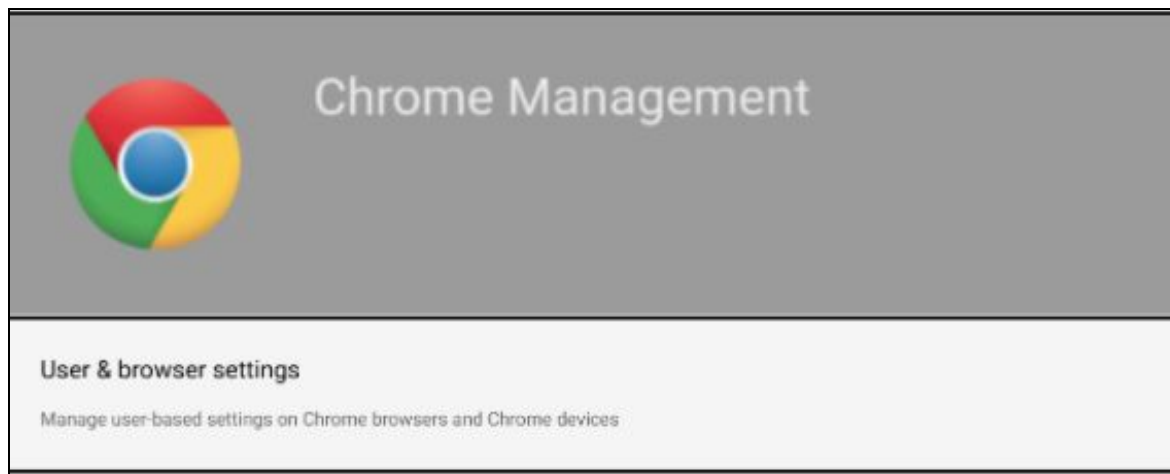 Chrome Management
User & browser settings
Manage user-based settings on Chrome browsers and Chrome devices